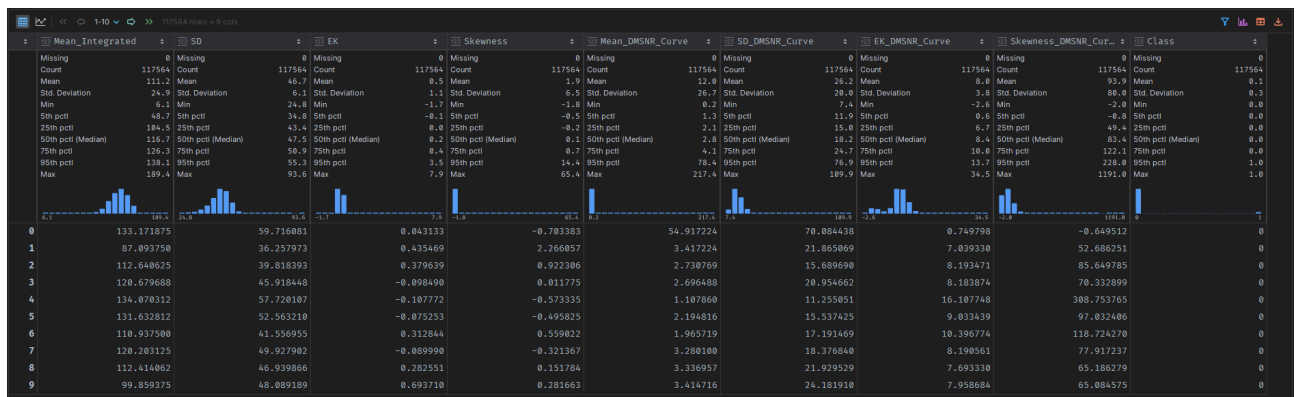 1-10 117564 rows × 9 cols
Mean_Integrated SD EK Skewness Mean_DMSNR_Curve SD_DMSNR_Curve EK_DMSNR_Curve Skewness_DMSNR_Cur… Class
Missing 0 Missing 0 Missing 0 Missing 0 Missing 0 Missing 0 Missing 0 Missing 0 Missing 0
Count 117564 Count 117564 Count 117564 Count 117564 Count 117564 Count 117564 Count 117564 Count 117564 Count 117564
Mean 111.2 Mean 46.7 Mean 0.5 Mean 1.9 Mean 12.0 Mean 26.2 Mean 8.0 Mean 93.9 Mean 0.1
Std. Deviation 24.9 Std. Deviation 6.1 Std. Deviation 1.1 Std. Deviation 6.5 Std. Deviation 26.7 Std. Deviation 20.0 Std. Deviation 3.8 Std. Deviation 80.0 Std. Deviation 0.3
Min 6.1 Min 24.8 Min -1.7 Min -1.8 Min 0.2 Min 7.4 Min -2.6 Min -2.0 Min 0.0
5th pctl 48.7 5th pctl 34.8 5th pctl -0.1 5th pctl -0.5 5th pctl 1.3 5th pctl 11.9 5th pctl 0.6 5th pctl -0.8 5th pctl 0.0
25th pctl 104.5 25th pctl 43.4 25th pctl 0.0 25th pctl -0.2 25th pctl 2.1 25th pctl 15.0 25th pctl 6.7 25th pctl 49.4 25th pctl 0.0
50th pctl (Median) 116.7 50th pctl (Median) 47.5 50th pctl (Median) 0.2 50th pctl (Median) 0.1 50th pctl (Median) 2.8 50th pctl (Median) 18.2 50th pctl (Median) 8.4 50th pctl (Median) 83.4 50th pctl (Median) 0.0
75th pctl 126.3 75th pctl 50.9 75th pctl 0.4 75th pctl 0.7 75th pctl 4.1 75th pctl 24.7 75th pctl 10.0 75th pctl 122.1 75th pctl 0.0
95th pctl 138.1 95th pctl 55.3 95th pctl 3.5 95th pctl 14.4 95th pctl 78.4 95th pctl 76.9 95th pctl 13.7 95th pctl 228.0 95th pctl 1.0
Max 189.4 Max 93.6 Max 7.9 Max 65.4 Max 217.4 Max 109.9 Max 34.5 Max 1191.0 Max 1.0
6.1 189.4 24.8 93.6 -1.7 7.9 -1.8 65.4 0.2 217.4 7.4 109.9 -2.6 34.5 -2.0 1191.0 0 1
0 133.171875 59.716081 0.043133 -0.703383 54.917224 70.084438 0.749798 -0.649512 0
1 87.093750 36.257973 0.435469 2.266057 3.417224 21.865069 7.039330 52.686251 0
2 112.640625 39.818393 0.379639 0.922306 2.730769 15.689690 8.193471 85.649785 0
3 120.679688 45.918448 -0.098490 0.011775 2.696488 20.954662 8.183874 70.332899 0
4 134.070312 57.720107 -0.107772 -0.573335 1.107860 11.255051 16.107748 308.753765 0
5 131.632812 52.563210 -0.075253 -0.495825 2.194816 15.537425 9.033439 97.032406 0
6 110.937500 41.556955 0.312844 0.559022 1.965719 17.191469 10.396774 118.724270 0
7 120.203125 49.927902 -0.089990 -0.321367 3.280100 18.376840 8.190561 77.917237 0
8 112.414062 46.939866 0.282551 0.151784 3.336957 21.929529 7.693330 65.186279 0
9 99.859375 48.089189 0.693710 0.281663 3.414716 24.181910 7.958684 65.084575 0